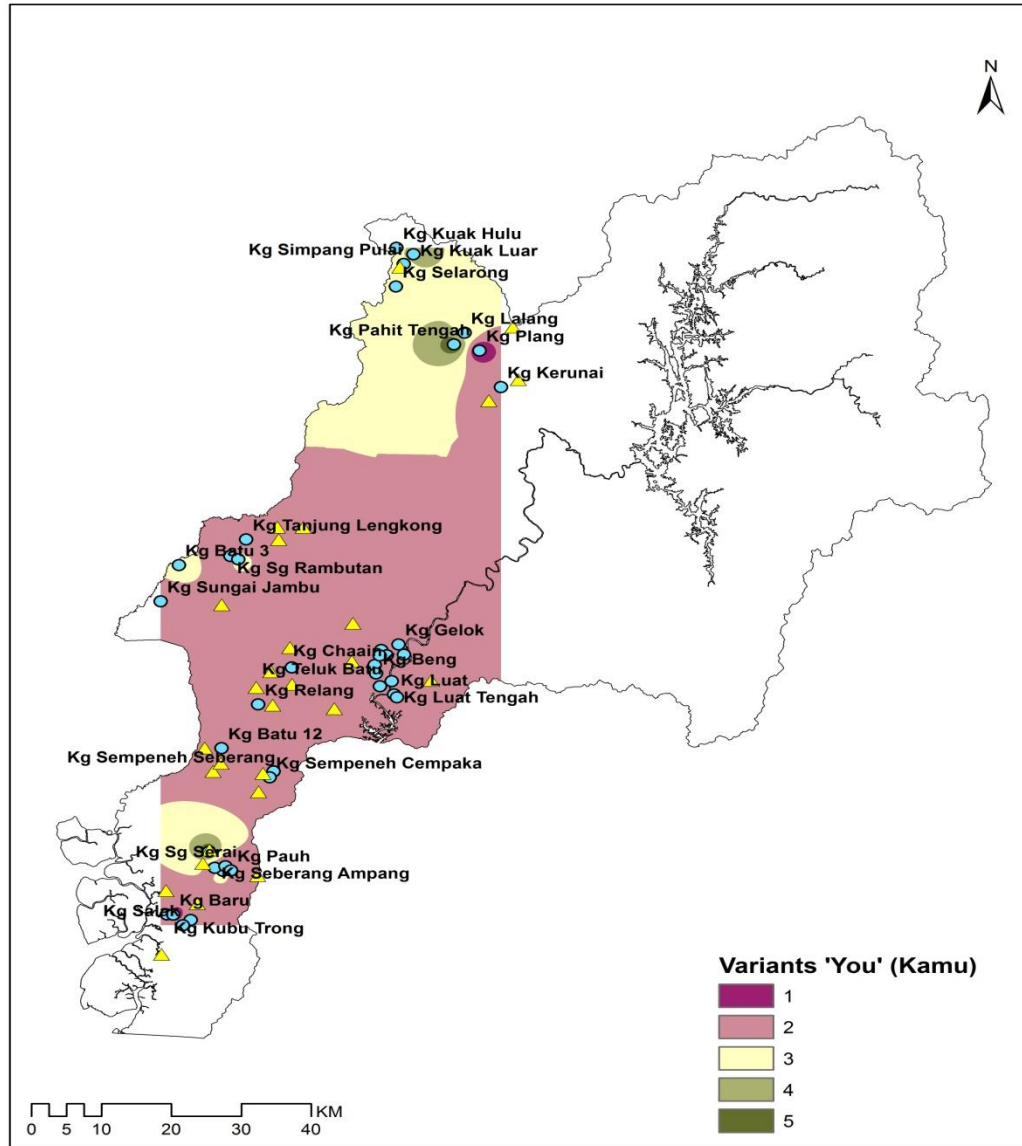 N
Kg Kuak Hulu
Kg Simpang Pulai
Kg Kuak Luar
Kg Selarong
Kg Lalang
Kg Pahit Tengah
Kg Plang
Kg Kerunai
Kg Tanjung Lengkong
Kg Batu 3
Kg Sg Rambutan
Kg Sungai Jambu
Kg Gelok
Kg Chaain
Kg Beng
Kg Teluk Batu
Kg Luat
Kg Relang
Kg Luat Tengah
Kg Batu 12
Kg Sempeneh Seberang
Kg Sempeneh Cempaka
Kg Sg Serai
Kg Pauh
Kg Seberang Ampang
Kg Baru
Kg Salak
Kg Kubu Trong
Variants 'You' (Kamu)
1
2
3
4
5
KM
0 5 10 20 30 40